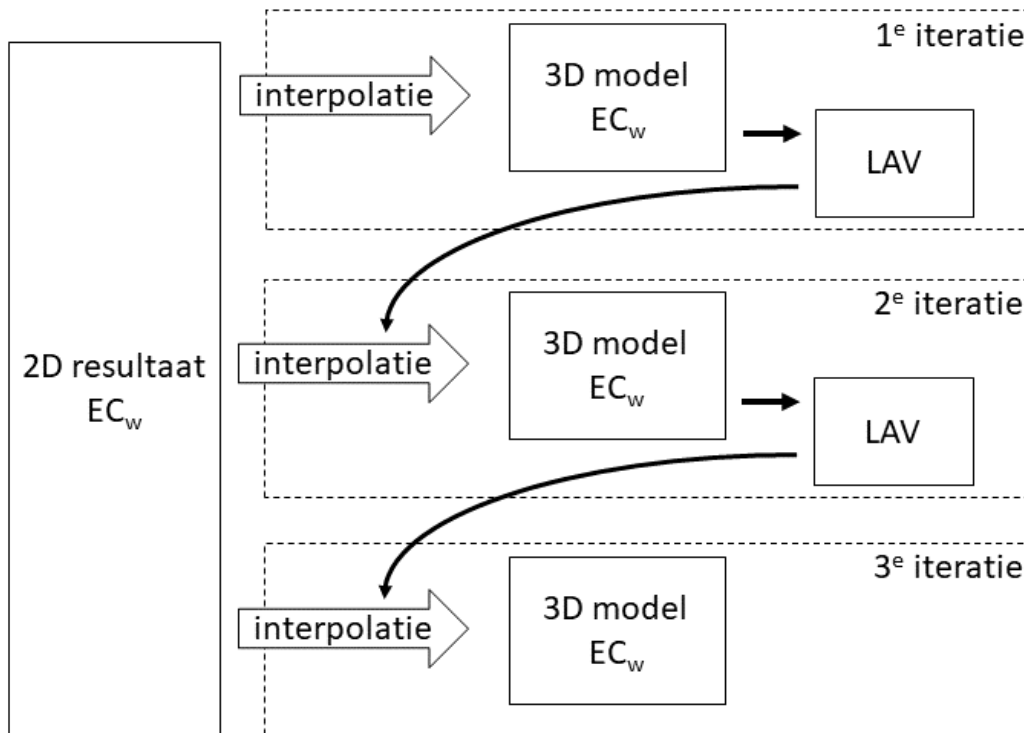 2D resultaat
ECw
1e iteratie
interpolatie
3D model
ECw
LAV
2e iteratie
interpolatie
3D model
ECw
LAV
3e iteratie
interpolatie
3D model
ECw